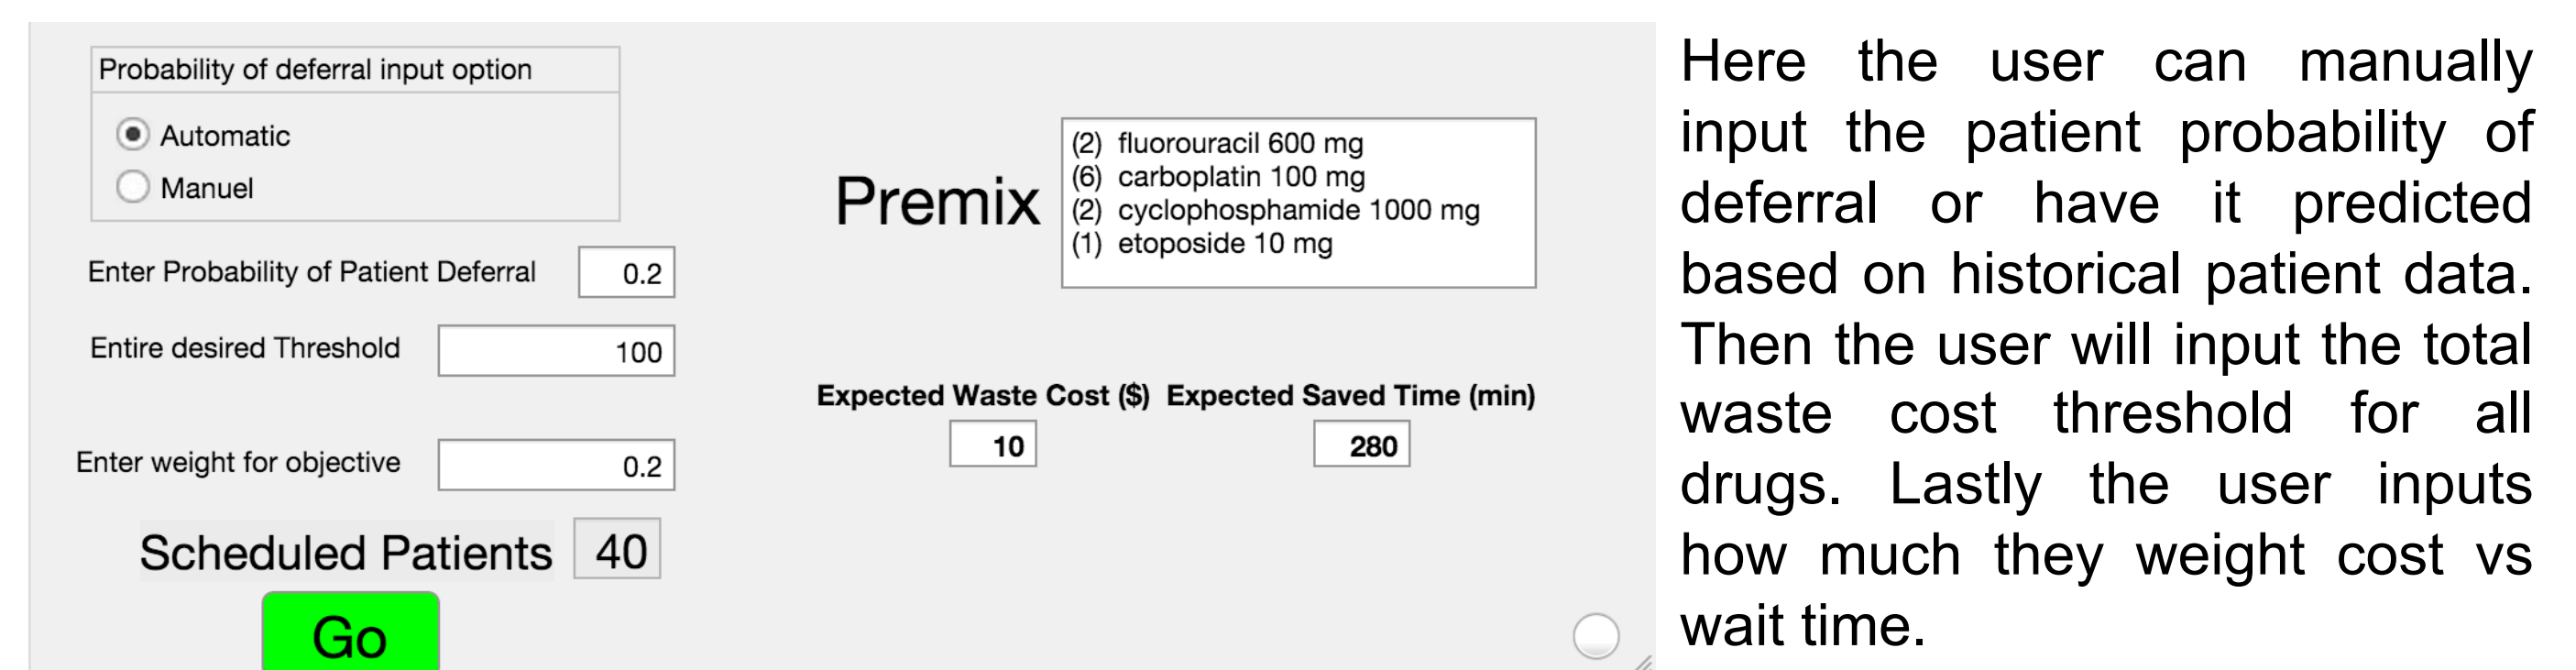 Probability of deferral input option
Automatic
Manuel
Enter Probability of Patient Deferral 0.2
Entire desired Threshold 100
Enter weight for objective 0.2
Scheduled Patients 40
Go
Premix
(2) fluorouracil 600 mg
(6) carboplatin 100 mg
(2) cyclophosphamide 1000 mg
(1) etoposide 10 mg
Expected Waste Cost ($) Expected Saved Time (min)
10 280
Here the user can manually
input the patient probability of
deferral or have it predicted
based on historical patient data.
Then the user will input the total
waste cost threshold for all
drugs. Lastly the user inputs
how much they weight cost vs
wait time.